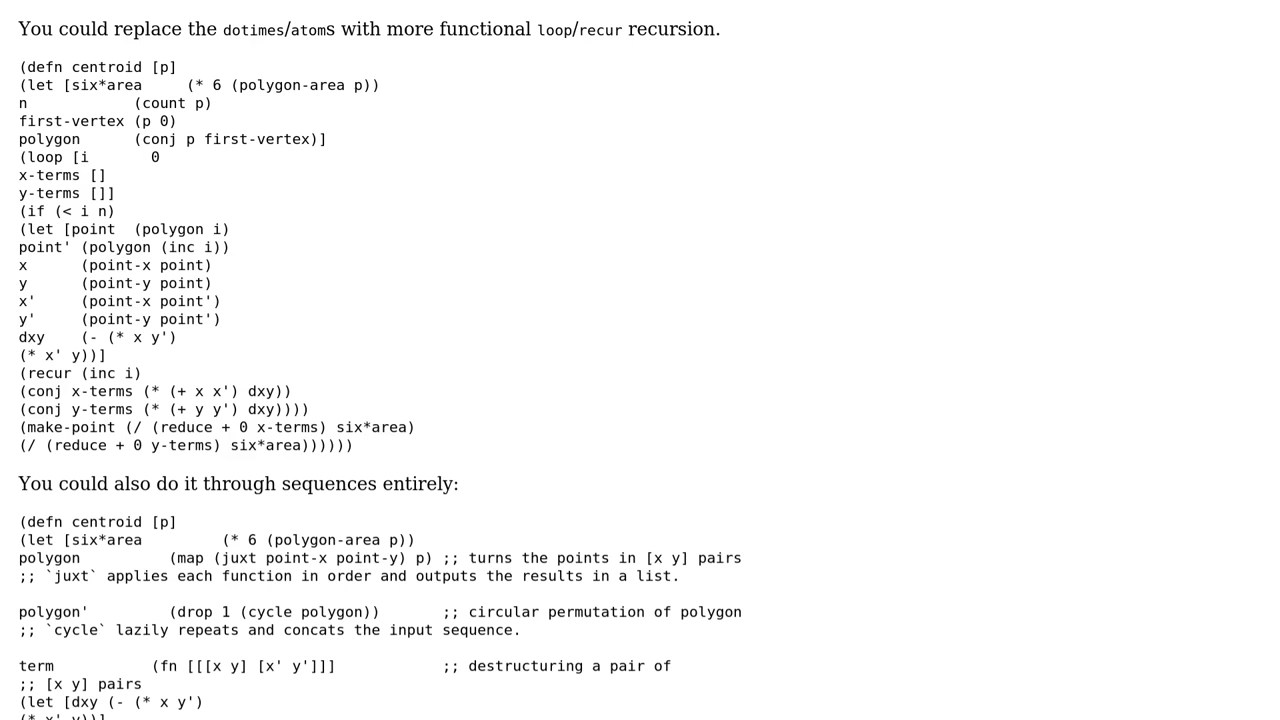 You could replace the dotimes/atoms with more functional loop/recur recursion.
(defn centroid [p]
(let [six*area     (* 6 (polygon-area p))
n            (count p)
first-vertex (p 0)
polygon      (conj p first-vertex)]
(loop [i       0
x-terms []
y-terms []]
(if (< i n)
(let [point  (polygon i)
point' (polygon (inc i))
x      (point-x point)
y      (point-y point)
x'     (point-x point')
y'     (point-y point')
dxy    (- (* x y')
(* x' y))]
(recur (inc i)
(conj x-terms (* (+ x x') dxy))
(conj y-terms (* (+ y y') dxy))))
(make-point (/ (reduce + 0 x-terms) six*area)
(/ (reduce + 0 y-terms) six*area))))))
You could also do it through sequences entirely:
(defn centroid [p]
(let [six*area         (* 6 (polygon-area p))
polygon          (map (juxt point-x point-y) p) ;; turns the points in [x y] pairs
;; `juxt` applies each function in order and outputs the results in a list.
polygon'         (drop 1 (cycle polygon))       ;; circular permutation of polygon
;; `cycle` lazily repeats and concats the input sequence.
term           (fn [[[x y] [x' y']]]            ;; destructuring a pair of
;; [x y] pairs
(let [dxy (- (* x y')
(* x' y))]